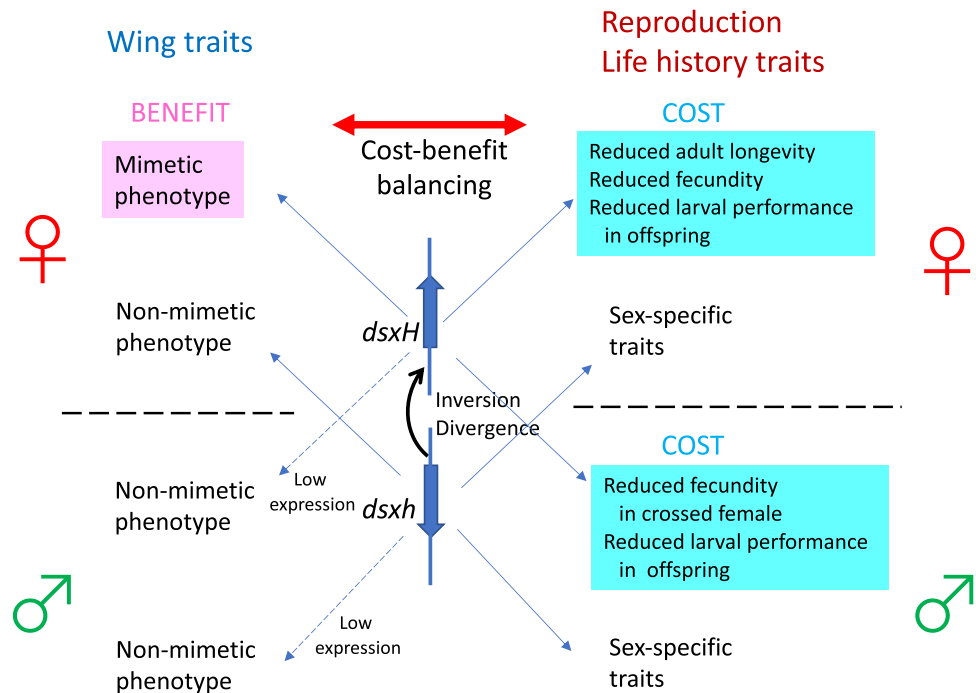 Wing traits
Reproduction
Life history traits
BENEFIT
Mimetic
phenotype
Cost-benefit
balancing
COST
Reduced adult longevity
Reduced fecundity
Reduced larval performance
in offspring
Non-mimetic
phenotype
dsxH
Sex-specific
traits
Inversion
Divergence
Non-mimetic
phenotype
Low
expression
dsxh
COST
Reduced fecundity
in crossed female
Reduced larval performance
in offspring
Non-mimetic
phenotype
Low
expression
Sex-specific
traits